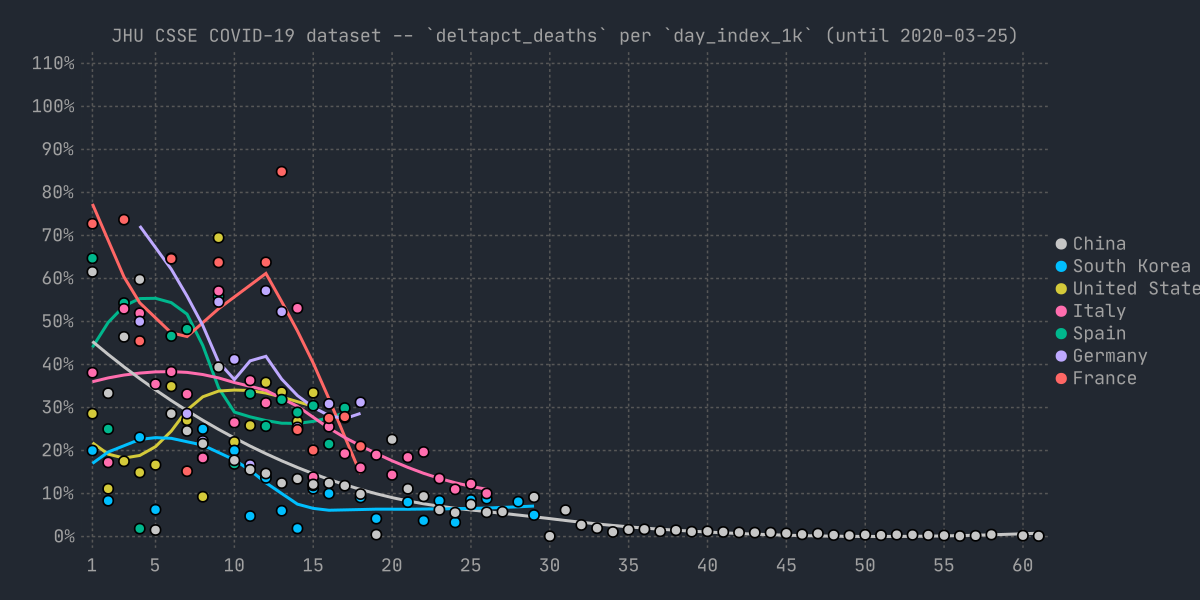 JHU CSSE COVID-19 dataset -- `deltapct_deaths` per `day_index_1k` (until 2020-03-25)
110%
100%
90%
80%
70%
60%
50%
40%
30%
20%
10%
0%
1 5 10 15 20 25 30 35 40 45 50 55 60
China
South Korea
United State
Italy
Spain
Germany
France